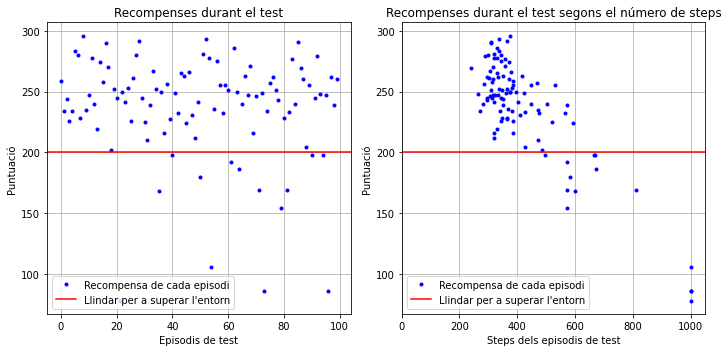 Recompenses durant el test
Puntuació
300
250
200
150
100
0
20
40
60
80
100
Episodis de test
Recompensa de cada episodi
Llindar per a superar l'entorn
Recompenses durant el test segons el número de steps
Puntuació
300
250
200
150
100
0
200
400
600
800
1000
Steps dels episodis de test
Recompensa de cada episodi
Llindar per a superar l'entorn